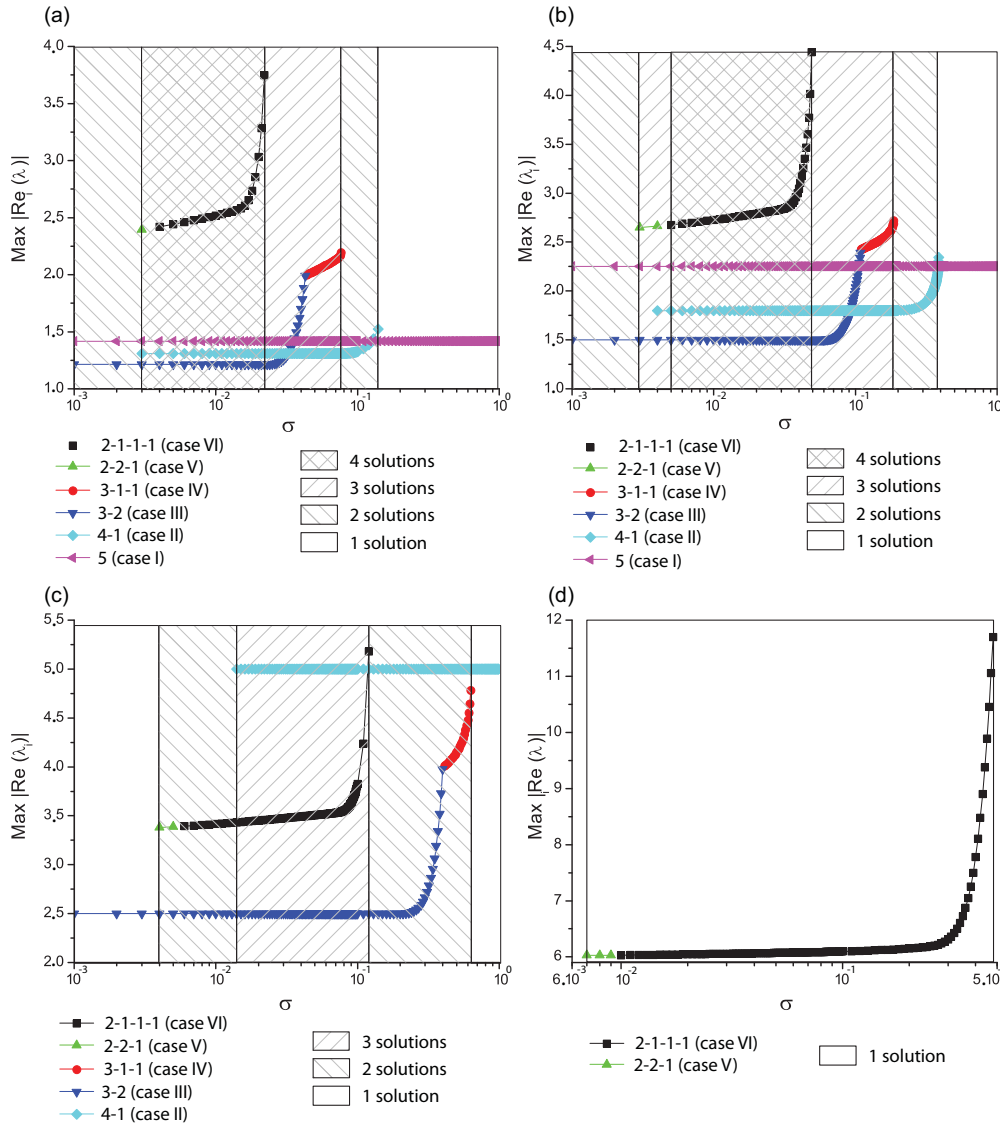 (a)
4.0
3.5
3.0
2.5
2.0
1.5
1.0
10⁻³
10⁻²
10⁻¹
10⁰
Max |Re (λ)|
i
i
σ
2-1-1-1 (case VI)
2-2-1 (case V)
3-1-1 (case IV)
3-2 (case III)
4-1 (case II)
5 (case I)
4 solutions
3 solutions
2 solutions
1 solution
(b)
4.5
4.0
3.5
3.0
2.5
2.0
1.5
1.0
10⁻³
10⁻²
10⁻¹
10⁰
Max |Re (λ)|
i
i
σ
2-1-1-1 (case VI)
2-2-1 (case V)
3-1-1 (case IV)
3-2 (case III)
4-1 (case II)
5 (case I)
4 solutions
3 solutions
2 solutions
1 solution
(c)
5.5
5.0
4.5
4.0
3.5
3.0
2.5
2.0
10⁻³
10⁻²
10⁻¹
10⁰
Max |Re (λ)|
i
i
σ
2-1-1-1 (case VI)
2-2-1 (case V)
3-1-1 (case IV)
3-2 (case III)
4-1 (case II)
3 solutions
2 solutions
1 solution
(d)
12
11
10
9
8
7
6
6.10⁻³
10⁻²
10⁻¹
5.10⁻¹
Max |Re (λ)|
i
i
σ
2-1-1-1 (case VI)
2-2-1 (case V)
1 solution